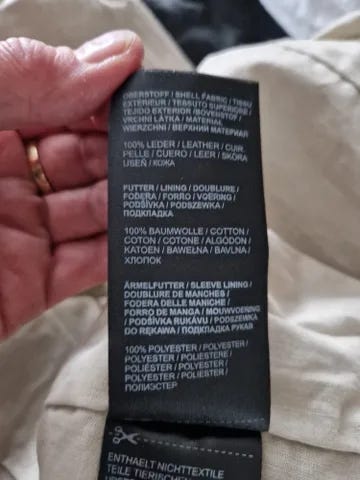 OBERSTOFF / SHELL FABRIC / TISSU
EXTERIEUR / TESSUTO SUPERIORE /
TEJIDO EXTERIOR / BOVENSTOF /
VRCHNÍ LÁTKA / MATERIAŁ
WIERZCHNI / ВЕРХНИЙ МАТЕРИАЛ
100% LEDER / LEATHER / CUIR
PELLE / CUERO / LEER / SKÓRA
USEŇ / КОЖА
FUTTER / LINING / DOUBLURE /
FODERA / FORRO / VOERING /
PODŠÍVKA / PODSZEWKA /
ПОДКЛАДКА
100% BAUMWOLLE / COTTON /
COTON / COTONE / ALGODÓN /
KATOEN / BAWEŁNA / BAVLNA /
ХЛОПОК
ÄRMELFUTTER / SLEEVE LINING /
DOUBLURE DE MANCHES /
FODERA DELLE MANICHE /
FORRO DE MANGA / MOUWVOERING
/ PODŠÍVKA RUKÁVU / PODSZEWKA
DO RĘKAWA / ПОДКЛАДКА РУКАВ
100% POLYESTER / POLYESTER /
POLYESTER / POLIESTERE /
POLIÉSTER / POLYESTER /
POLYESTER / POLIESTER /
ПОЛИЭСТЕР
ENTHAELT NICHTTEXTILE
TEILE TIERISCHEN